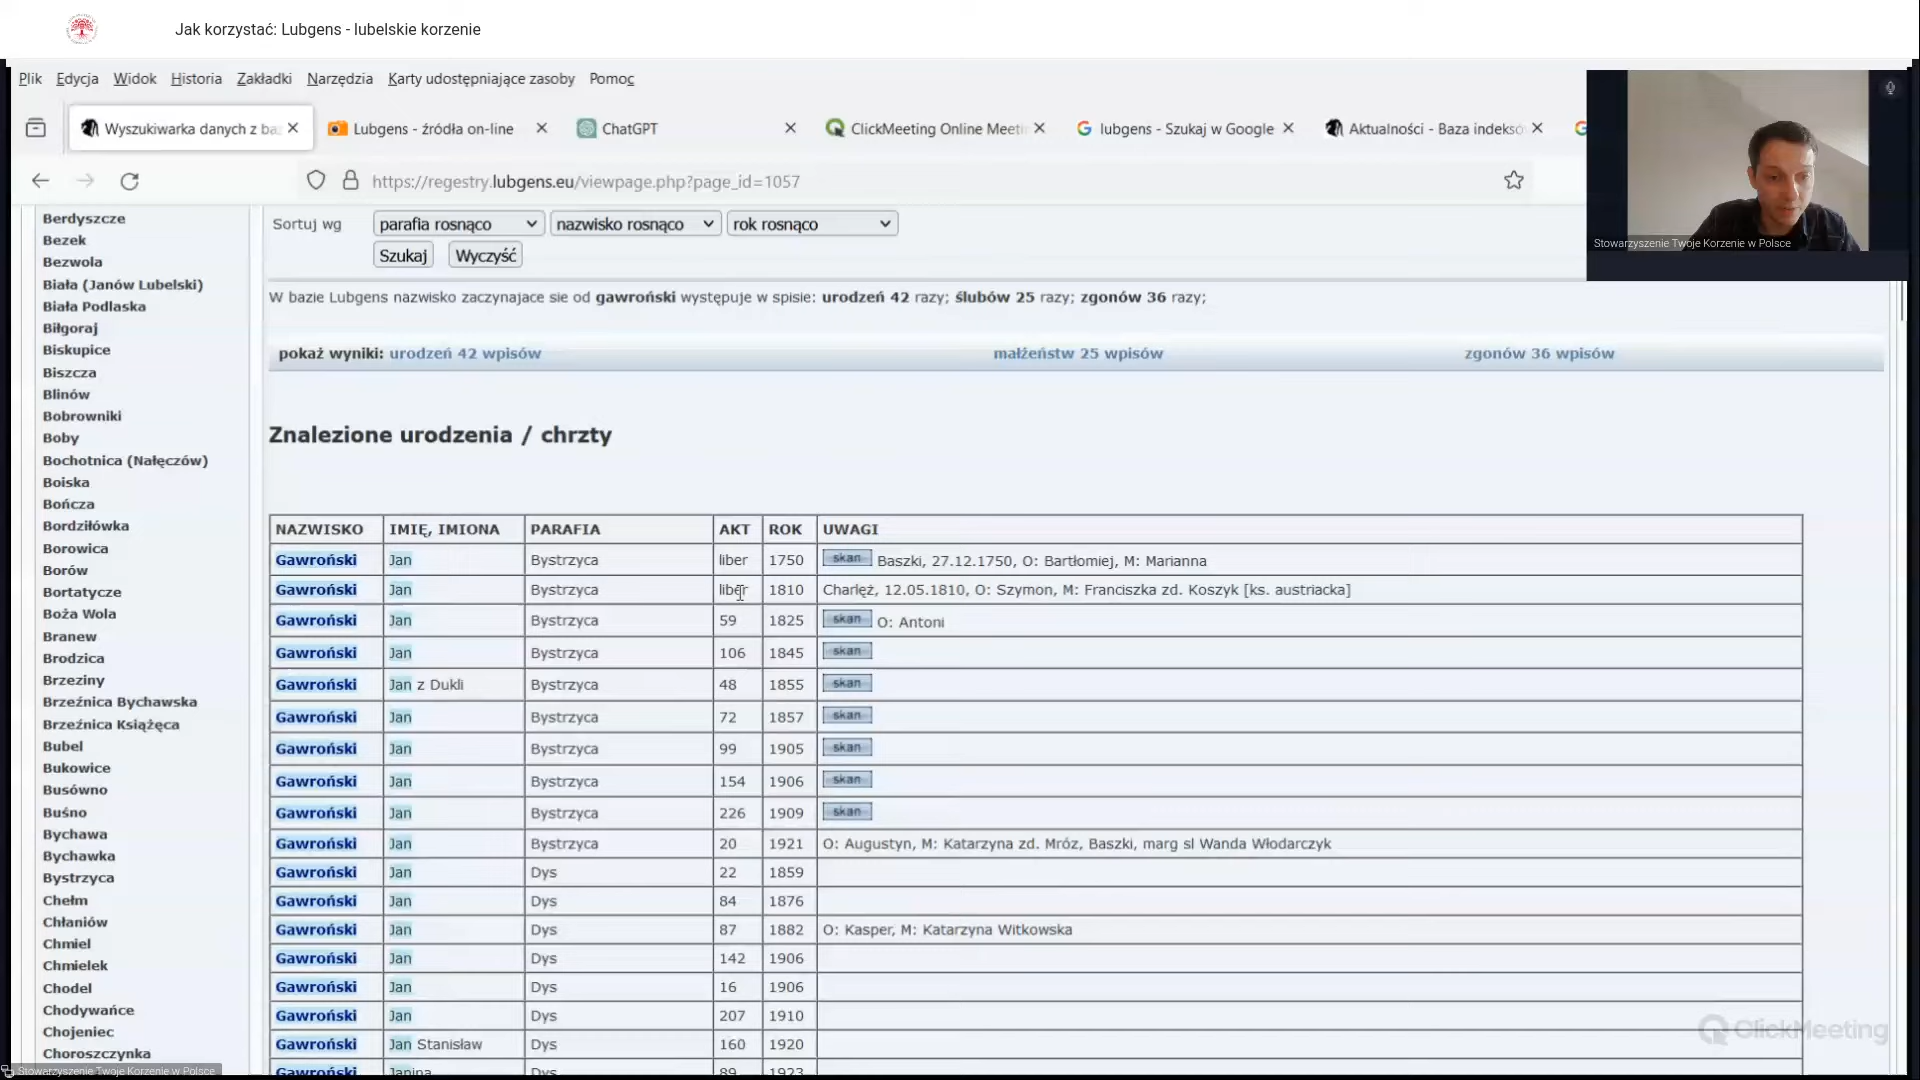 Jak korzystać: Lubgens - lubelskie korzenie
Plik Edycja Widok Historia Zakładki Narzędzia Karty udostępniające zasoby Pomoc
Wyszukiwarka danych z ba Lubgens - źródła on-line ChatGPT ClickMeeting Online Meeti lubgens - Szukaj w Google Aktualności - Baza indeksó
https://regestry.lubgens.eu/viewpage.php?page_id=1057
Stowarzyszenie Twoje Korzenie w Polsce
Berdyszcze
Bezek
Bezwola
Biała (Janów Lubelski)
Biała Podlaska
Biłgoraj
Biskupice
Biszcza
Blinów
Bobrowniki
Boby
Bochotnica (Nałęczów)
Boiska
Bończa
Bordziłówka
Borowica
Borów
Bortatycze
Boża Wola
Branew
Brodzica
Brzeziny
Brzeźnica Bychawska
Brzeźnica Książęca
Bubel
Bukowice
Busówno
Buśno
Bychawa
Bychawka
Bystrzyca
Chełm
Chłaniów
Chmiel
Chmielek
Chodel
Chodywańce
Chojeniec
Choroszczynka
Sortuj wg parafia rosnąco nazwisko rosnąco rok rosnąco
Szukaj Wyczyść
W bazie Lubgens nazwisko zaczynajace sie od gawroński występuje w spisie: urodzeń 42 razy; ślubów 25 razy; zgonów 36 razy;
pokaż wyniki: urodzeń 42 wpisów małżeństw 25 wpisów zgonów 36 wpisów
Znalezione urodzenia / chrzty
NAZWISKO IMIĘ, IMIONA PARAFIA AKT ROK UWAGI
Gawroński Jan Bystrzyca liber 1750 skan Baszki, 27.12.1750, O: Bartłomiej, M: Marianna
Gawroński Jan Bystrzyca liber 1810 Charlęż, 12.05.1810, O: Szymon, M: Franciszka zd. Koszyk [ks. austriacka]
Gawroński Jan Bystrzyca 59 1825 skan O: Antoni
Gawroński Jan Bystrzyca 106 1845 skan
Gawroński Jan z Dukli Bystrzyca 48 1855 skan
Gawroński Jan Bystrzyca 72 1857 skan
Gawroński Jan Bystrzyca 99 1905 skan
Gawroński Jan Bystrzyca 154 1906 skan
Gawroński Jan Bystrzyca 226 1909 skan
Gawroński Jan Bystrzyca 20 1921 O: Augustyn, M: Katarzyna zd. Mróz, Baszki, marg sl Wanda Włodarczyk
Gawroński Jan Dys 22 1859
Gawroński Jan Dys 84 1876
Gawroński Jan Dys 87 1882 O: Kasper, M: Katarzyna Witkowska
Gawroński Jan Dys 142 1906
Gawroński Jan Dys 16 1906
Gawroński Jan Dys 207 1910
Gawroński Jan Stanisław Dys 160 1920
Gawroński Janina Dys 89 1923
ClickMeeting
Stowarzyszenie Twoje Korzenie w Polsce